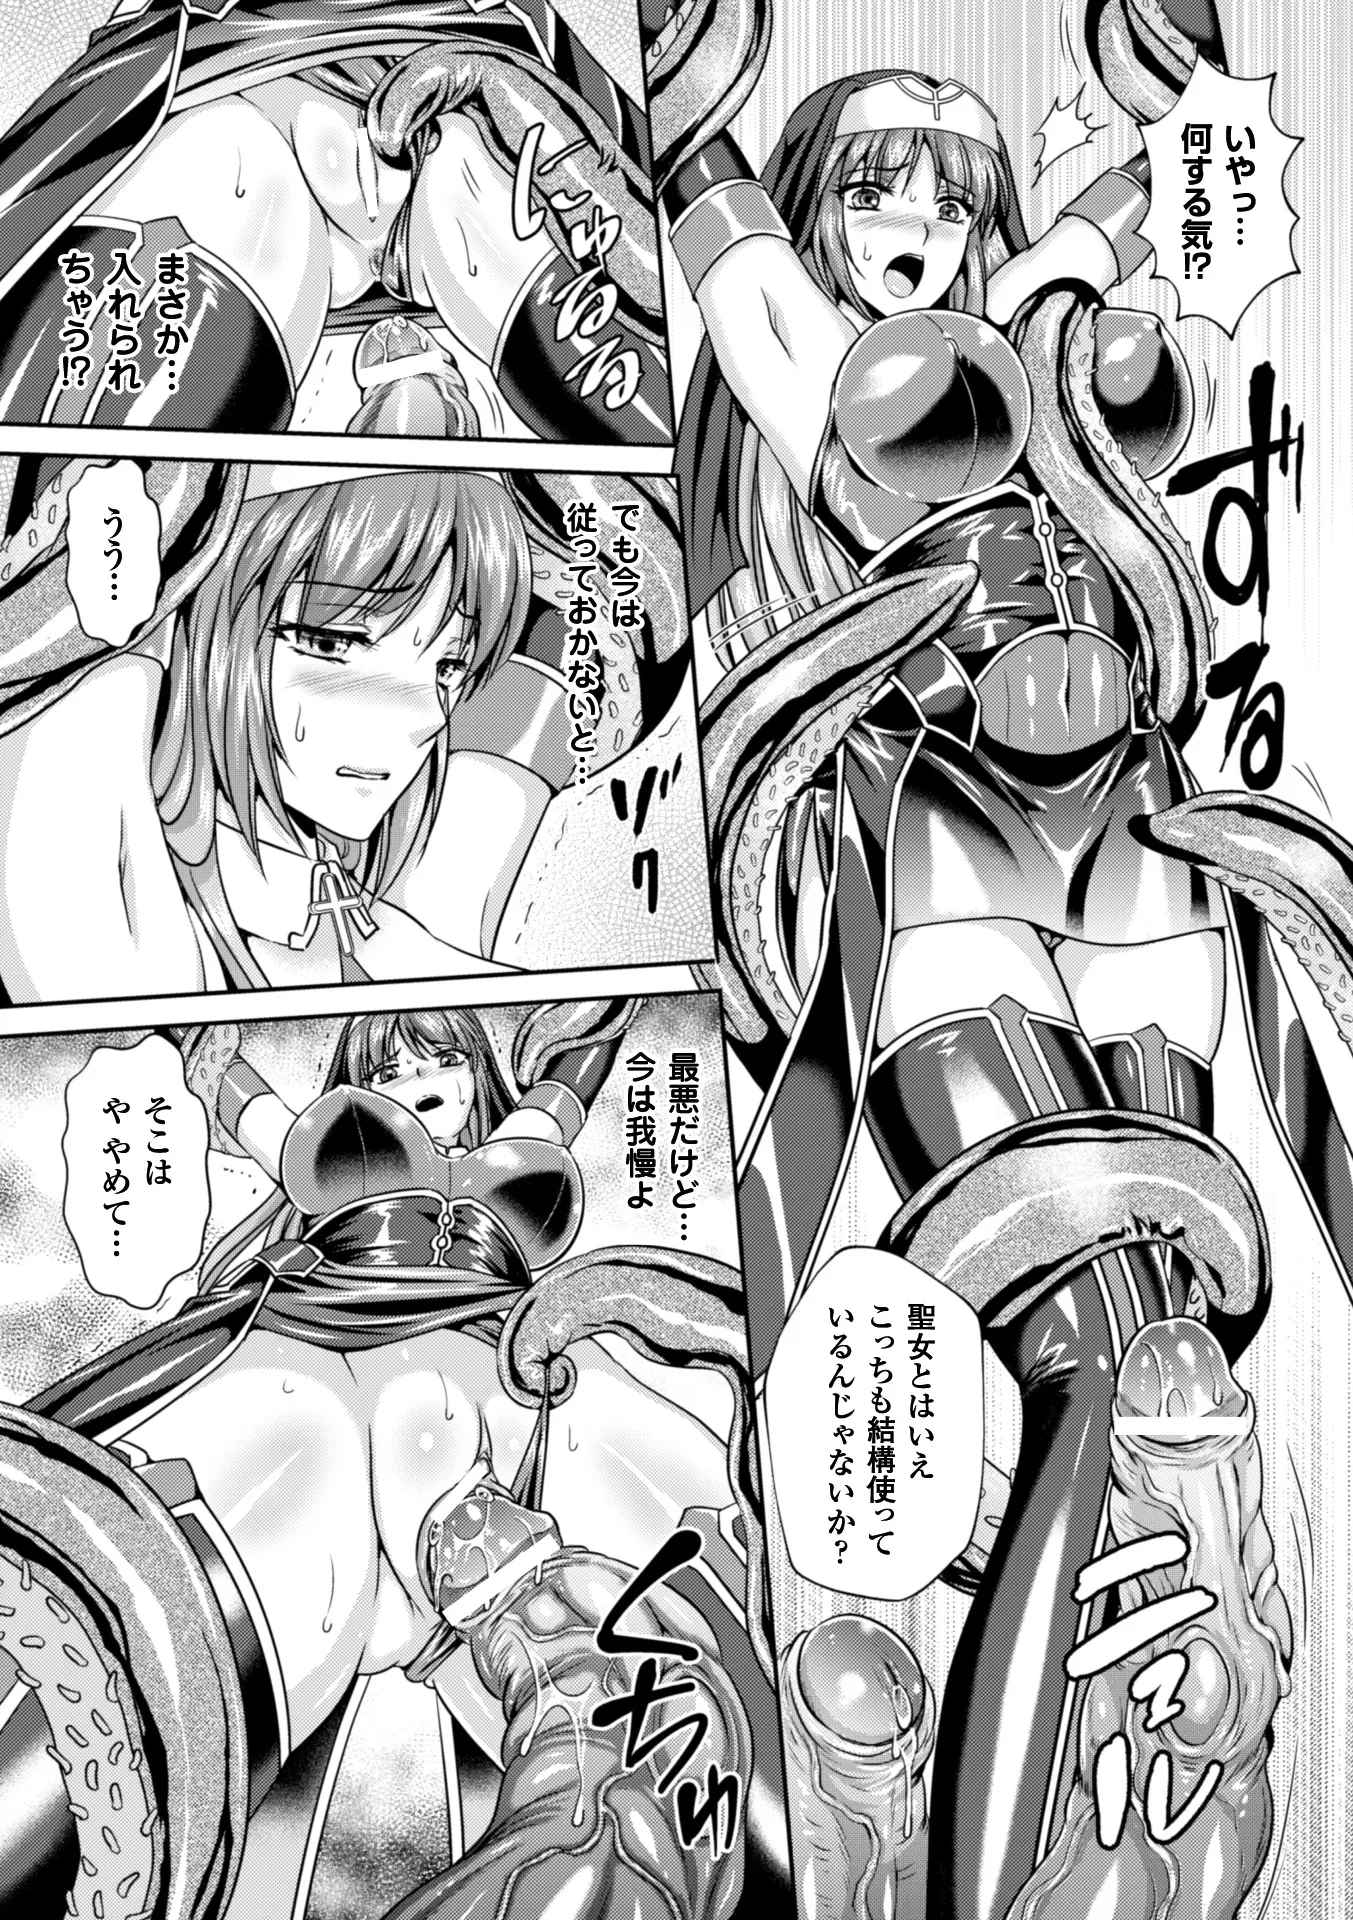 いやっ…
何する気!?
ずる
聖女とはいえ
こっちも結構使って
いるんじゃないか?
ニュル
まさか…
入れられ
ちゃう!?
にゅるるる
でも今は
従っておかないと…
うう…
ズリ
最悪だけど…
今は我慢よ
そこは
や やめて…
くちゅ